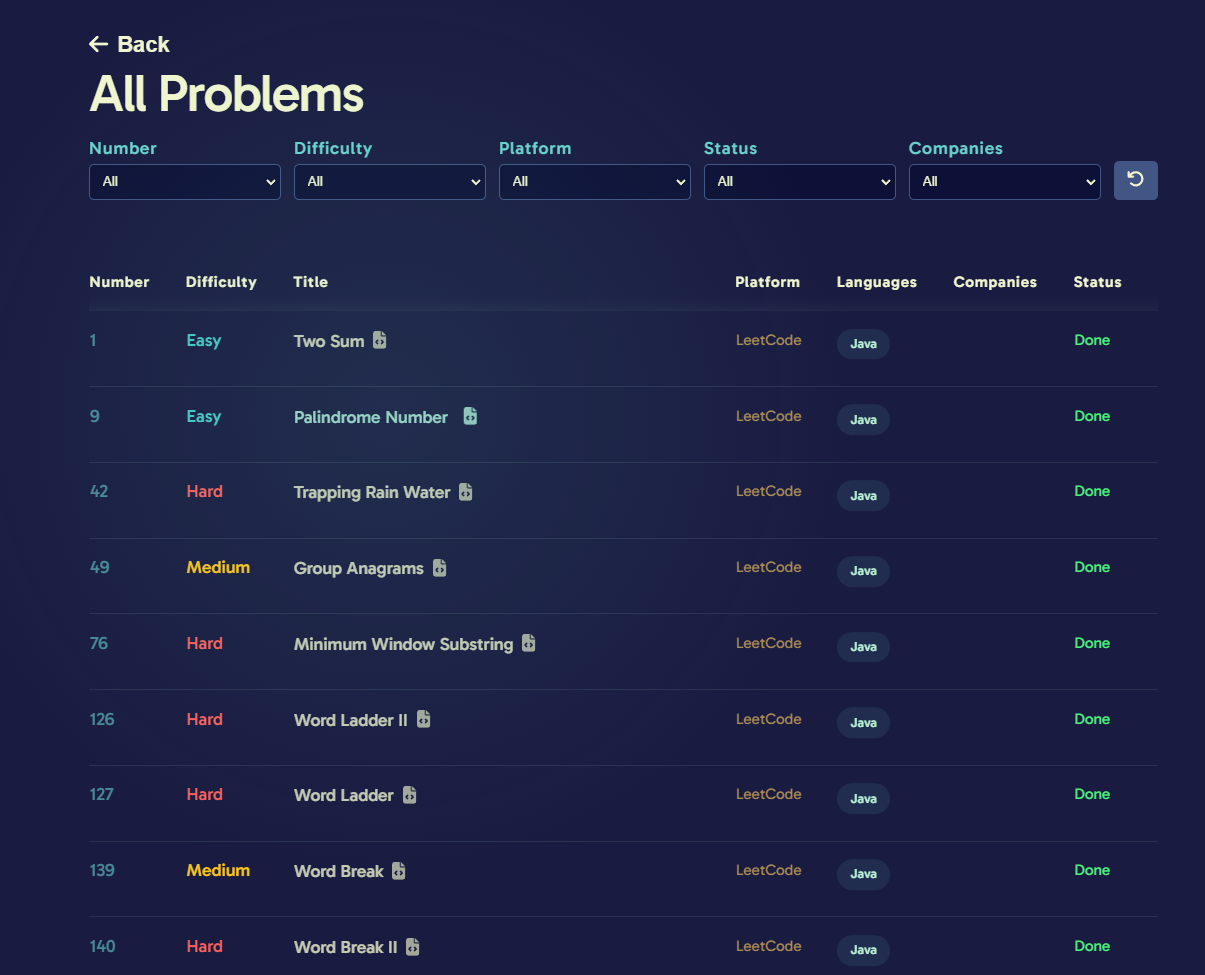 Back
All Problems
Number Difficulty Platform Status Companies
All All All All All
Number Difficulty Title Platform Languages Companies Status
1 Easy Two Sum LeetCode Java Done
9 Easy Palindrome Number LeetCode Java Done
42 Hard Trapping Rain Water LeetCode Java Done
49 Medium Group Anagrams LeetCode Java Done
76 Hard Minimum Window Substring LeetCode Java Done
126 Hard Word Ladder II LeetCode Java Done
127 Hard Word Ladder LeetCode Java Done
139 Medium Word Break LeetCode Java Done
140 Hard Word Break II LeetCode Java Done